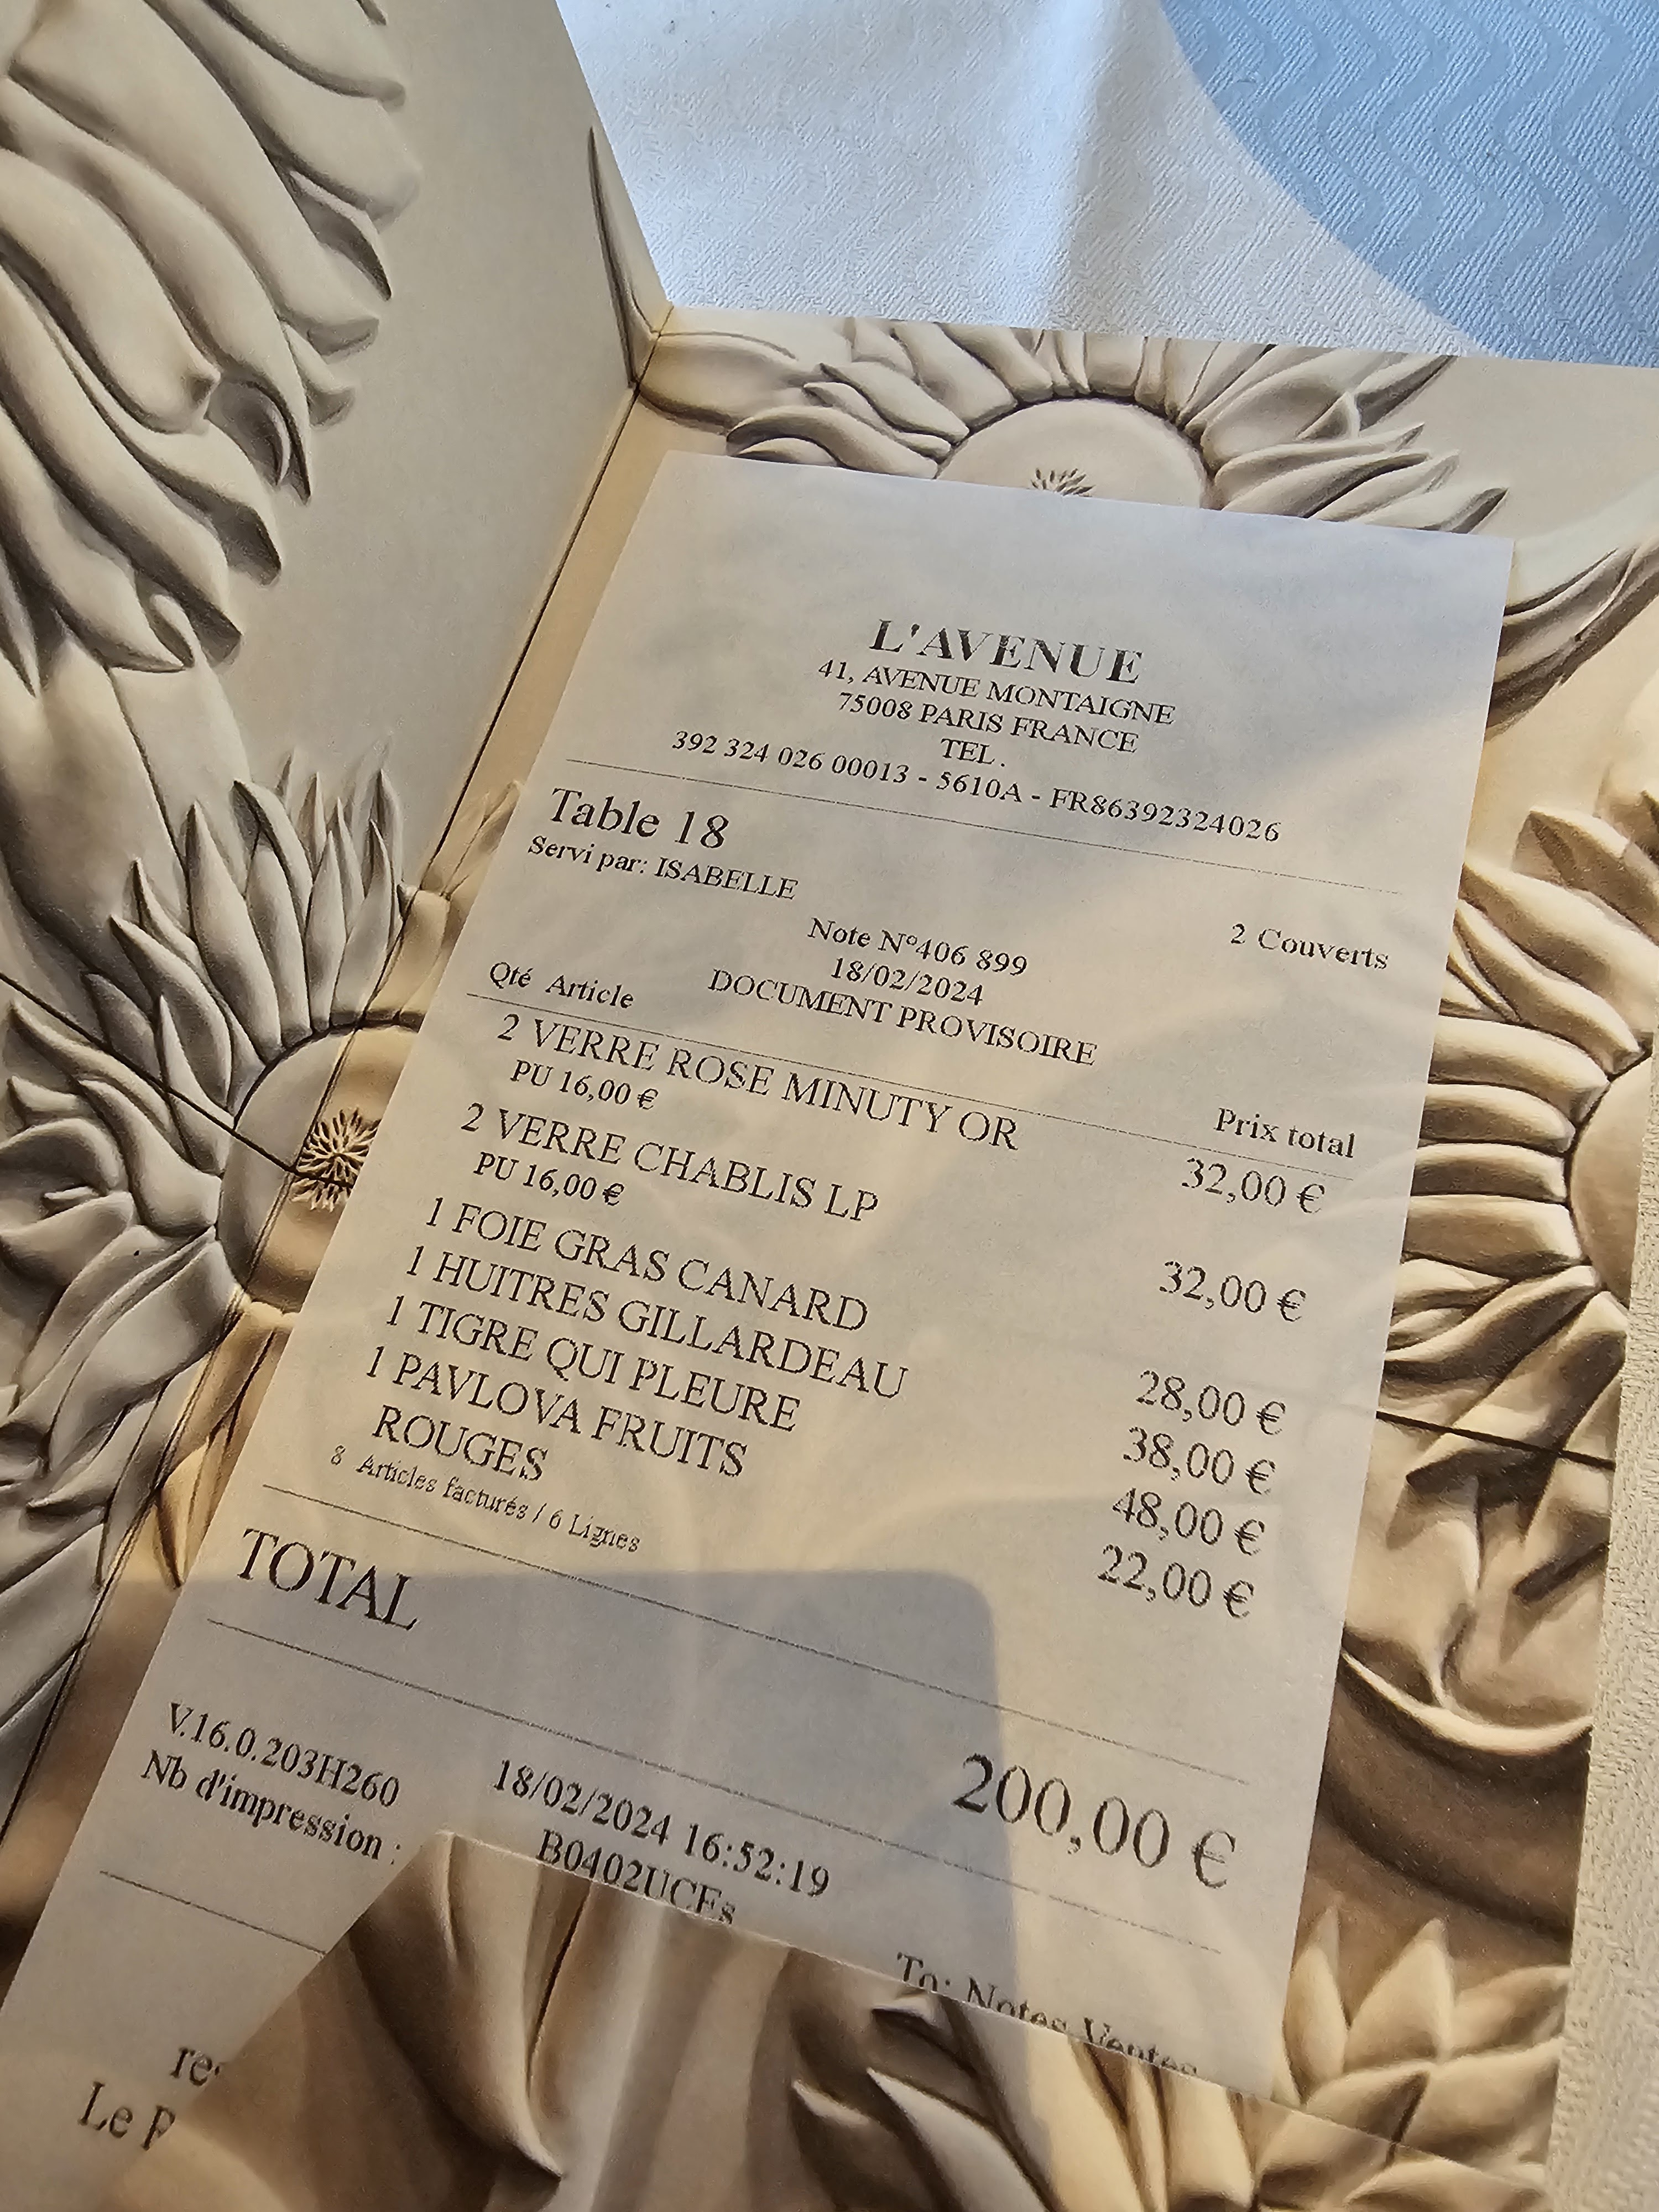 L'AVENUE
41, AVENUE MONTAIGNE
75008 PARIS FRANCE
TEL .
392 324 026 00013 - 5610A - FR86392324026
Table 18
Servi par: ISABELLE
2 Couverts
Note N°406 899
18/02/2024
DOCUMENT PROVISOIRE
Qté Article Prix total
2 VERRE ROSE MINUTY OR 32,00 €
PU 16,00 €
2 VERRE CHABLIS LP 32,00 €
PU 16,00 €
1 FOIE GRAS CANARD 28,00 €
1 HUITRES GILLARDEAU 38,00 €
1 TIGRE QUI PLEURE 48,00 €
1 PAVLOVA FRUITS 22,00 €
ROUGES
8 Articles facturés / 6 Lignes
TOTAL 200,00 €
V.16.0.203H260 18/02/2024 16:52:19
Nb d'impression : B0402UCFs
To: Notes Ventes
Le